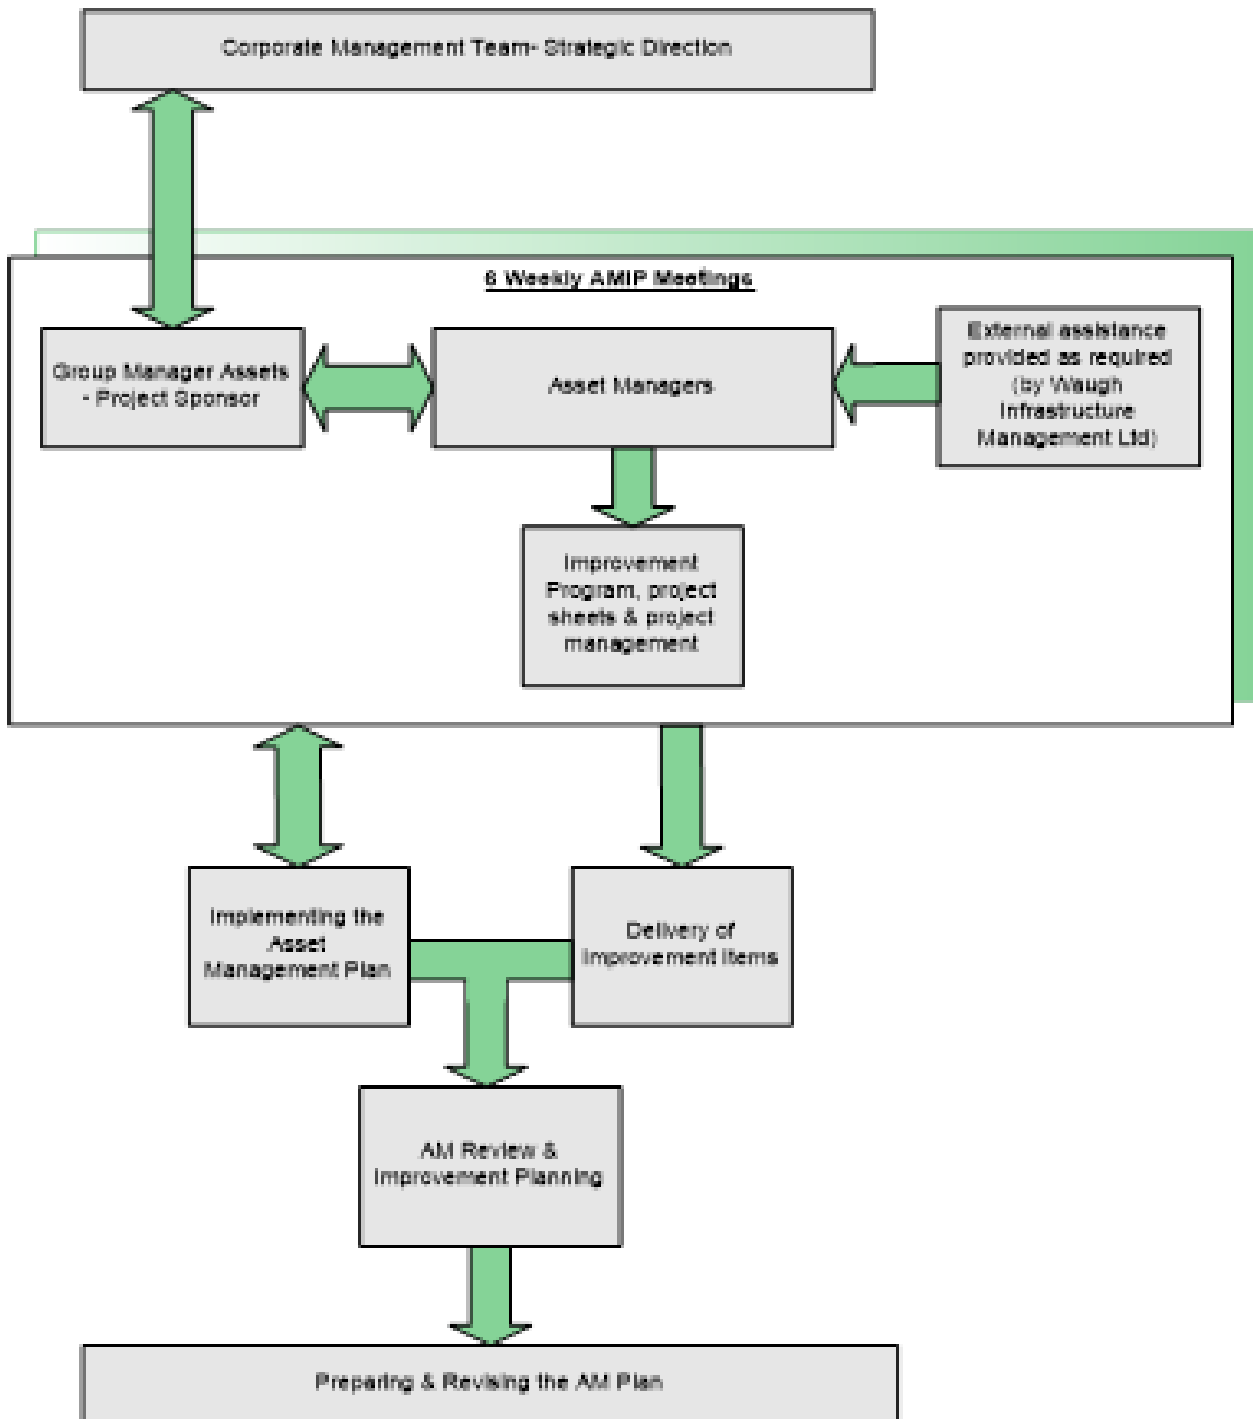 Corporate Management Team- Strategic Direction
6 Weekly AMIP Meetings
Group Manager Assets
- Project Sponsor
Asset Managers
External assistance
provided as required
(by Waugh
Infrastructure
Management Ltd)
Improvement
Program, project
sheets & project
management
Implementing the
Asset
Management Plan
Delivery of
Improvement Items
AM Review &
Improvement Planning
Preparing & Revising the AM Plan